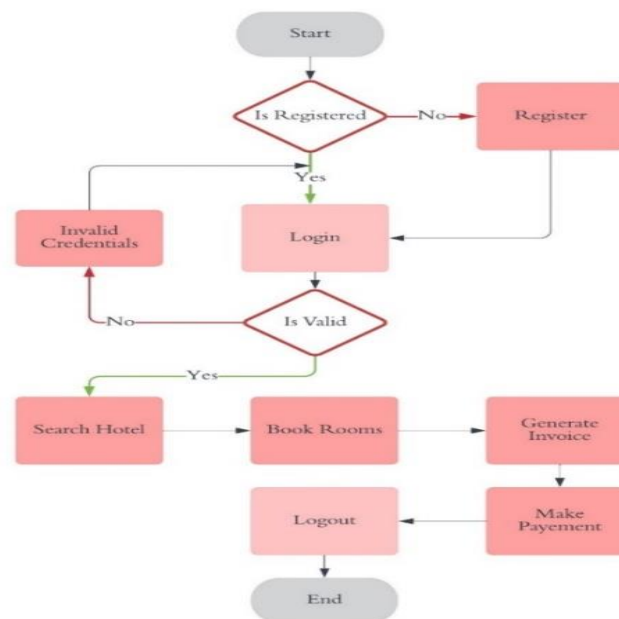 Start
Is Registered
No
Register
Yes
Invalid
Credentials
Login
No
Is Valid
Yes
Search Hotel
Book Rooms
Generate
Invoice
Logout
Make
Payement
End